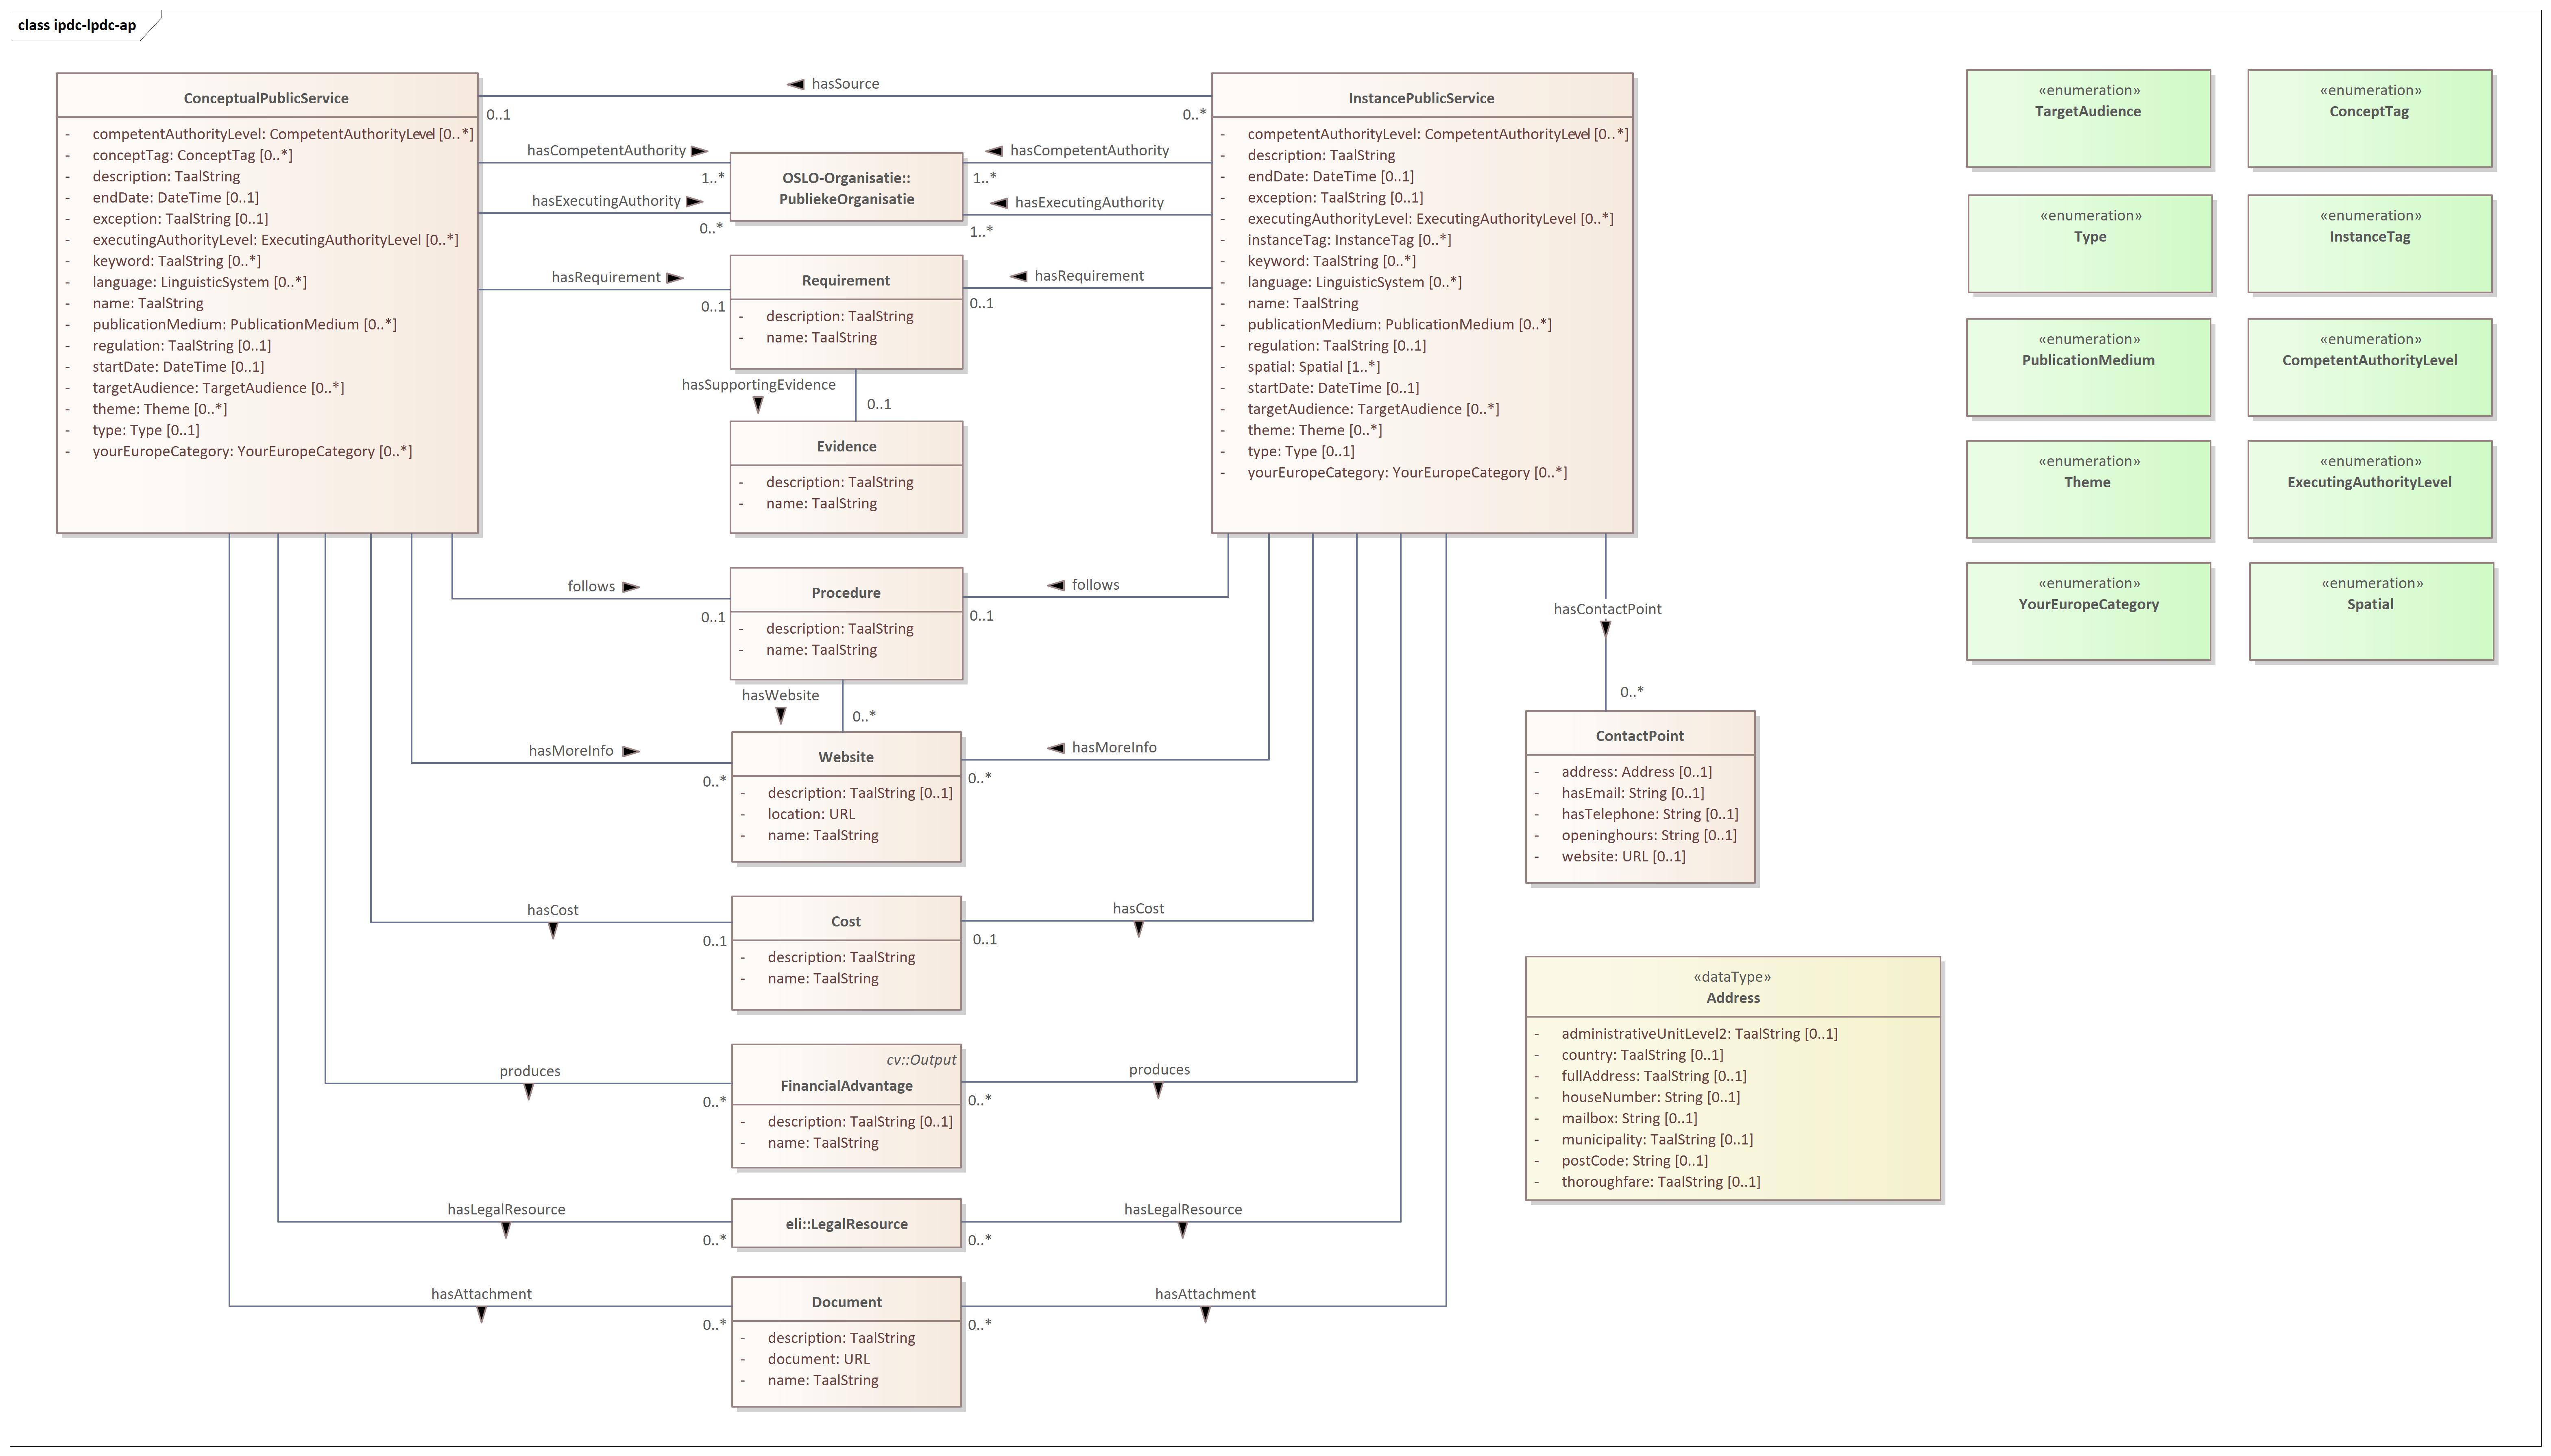 class ipdc-lpdc-ap
ConceptualPublicService
- competentAuthorityLevel: CompetentAuthorityLevel [0..*]
- conceptTag: ConceptTag [0..*]
- description: TaalString
- endDate: DateTime [0..1]
- exception: TaalString [0..1]
- executingAuthorityLevel: ExecutingAuthorityLevel [0..*]
- keyword: TaalString [0..*]
- language: LinguisticSystem [0..*]
- name: TaalString
- publicationMedium: PublicationMedium [0..*]
- regulation: TaalString [0..1]
- startDate: DateTime [0..1]
- targetAudience: TargetAudience [0..*]
- theme: Theme [0..*]
- type: Type [0..1]
- yourEuropeCategory: YourEuropeCategory [0..*]
hasSource
0..1
0..*
hasCompetentAuthority
1..*
hasExecutingAuthority
0..*
OSLO-Organisatie::
PubliekeOrganisatie
hasCompetentAuthority
1..*
hasExecutingAuthority
1..*
hasRequirement
0..1
Requirement
- description: TaalString
- name: TaalString
hasRequirement
0..1
hasSupportingEvidence
0..1
Evidence
- description: TaalString
- name: TaalString
InstancePublicService
- competentAuthorityLevel: CompetentAuthorityLevel [0..*]
- description: TaalString
- endDate: DateTime [0..1]
- exception: TaalString [0..1]
- executingAuthorityLevel: ExecutingAuthorityLevel [0..*]
- instanceTag: InstanceTag [0..*]
- keyword: TaalString [0..*]
- language: LinguisticSystem [0..*]
- name: TaalString
- publicationMedium: PublicationMedium [0..*]
- regulation: TaalString [0..1]
- spatial: Spatial [1..*]
- startDate: DateTime [0..1]
- targetAudience: TargetAudience [0..*]
- theme: Theme [0..*]
- type: Type [0..1]
- yourEuropeCategory: YourEuropeCategory [0..*]
follows
0..1
Procedure
- description: TaalString
- name: TaalString
follows
0..1
hasWebsite
0..*
hasMoreInfo
0..*
Website
- description: TaalString [0..1]
- location: URL
- name: TaalString
hasMoreInfo
0..*
hasCost
0..1
Cost
- description: TaalString
- name: TaalString
hasCost
0..1
produces
0..*
cv::Output
FinancialAdvantage
- description: TaalString [0..1]
- name: TaalString
produces
0..*
hasLegalResource
0..*
eli::LegalResource
hasLegalResource
0..*
hasAttachment
0..*
Document
- description: TaalString
- document: URL
- name: TaalString
hasAttachment
0..*
hasContactPoint
0..*
ContactPoint
- address: Address [0..1]
- hasEmail: String [0..1]
- hasTelephone: String [0..1]
- openinghours: String [0..1]
- website: URL [0..1]
«dataType»
Address
- administrativeUnitLevel2: TaalString [0..1]
- country: TaalString [0..1]
- fullAddress: TaalString [0..1]
- houseNumber: String [0..1]
- mailbox: String [0..1]
- municipality: TaalString [0..1]
- postCode: String [0..1]
- thoroughfare: TaalString [0..1]
«enumeration»
TargetAudience
«enumeration»
ConceptTag
«enumeration»
Type
«enumeration»
InstanceTag
«enumeration»
PublicationMedium
«enumeration»
CompetentAuthorityLevel
«enumeration»
Theme
«enumeration»
ExecutingAuthorityLevel
«enumeration»
YourEuropeCategory
«enumeration»
Spatial